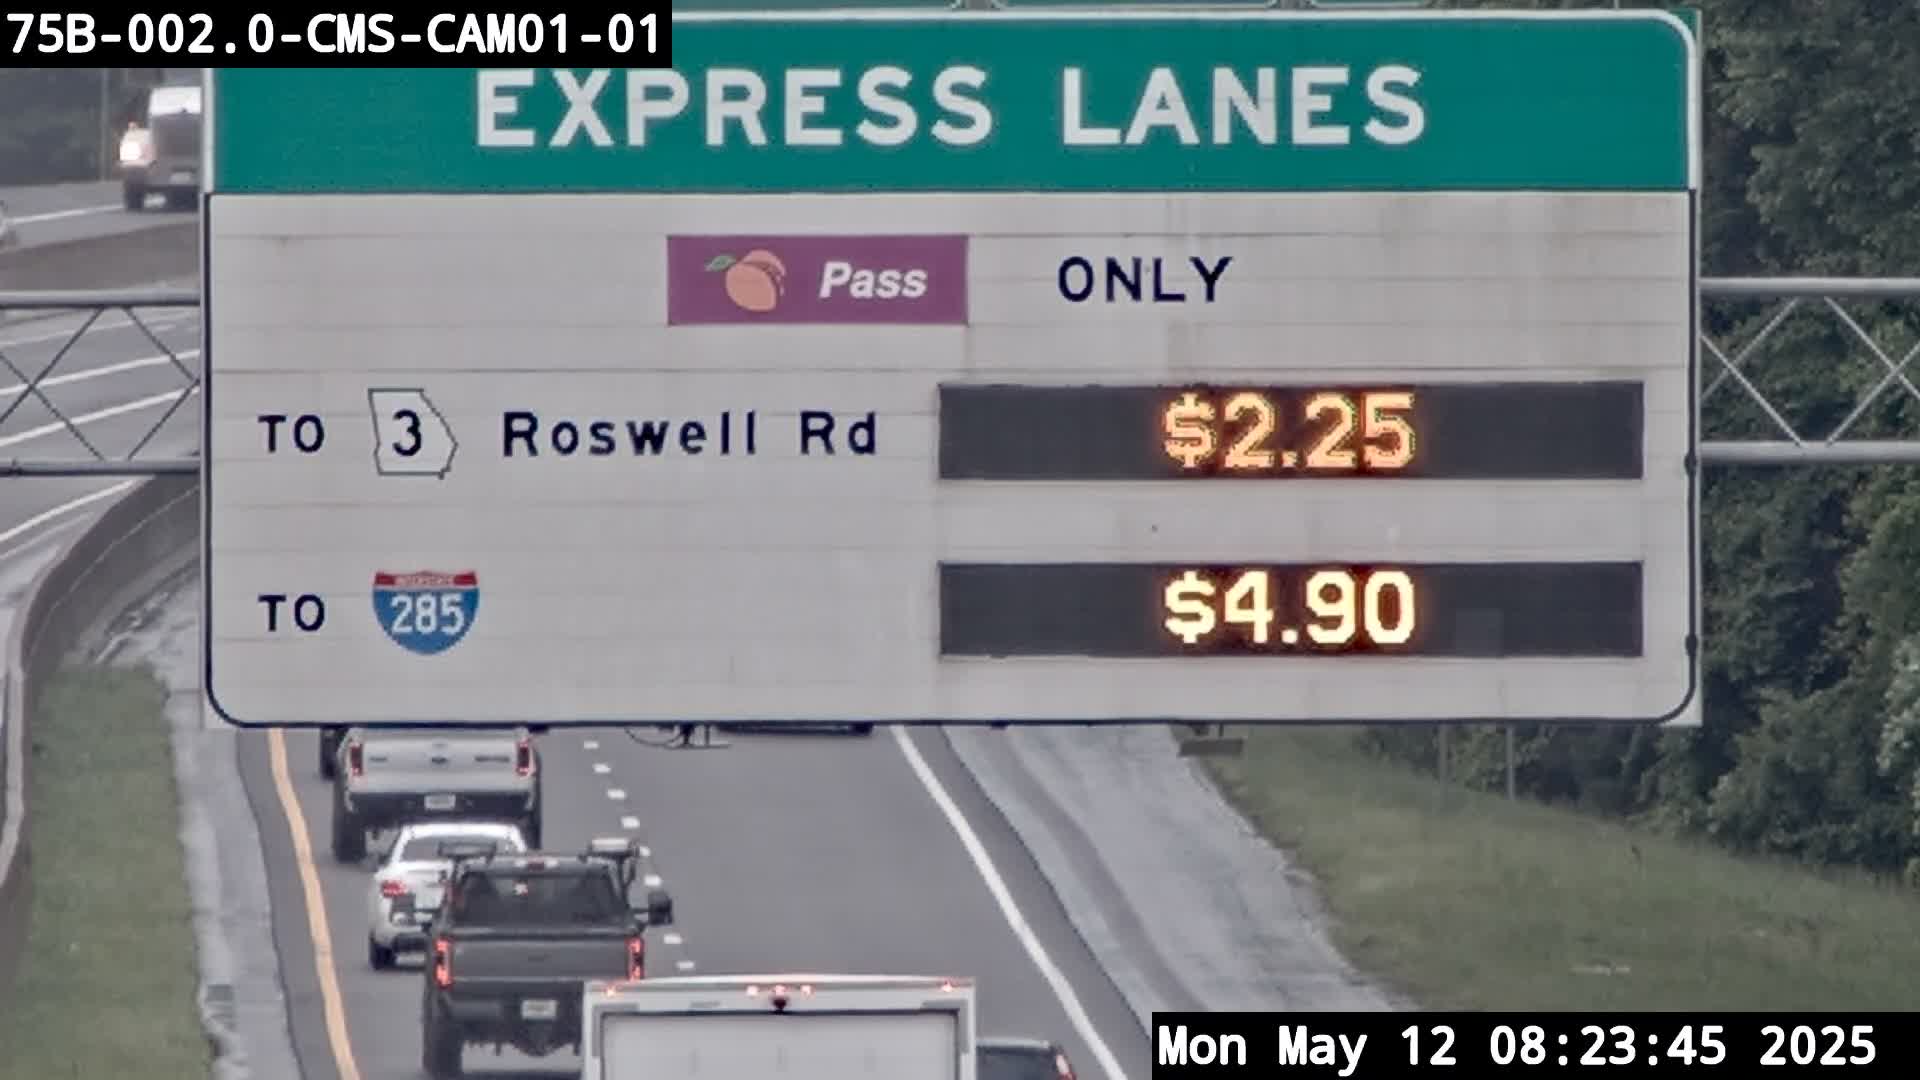 75B-002.0-CMS-CAM01-01
EXPRESS LANES
Pass ONLY
TO 3 Roswell Rd $2.25
TO INTERSTATE 285 $4.90
Mon May 12 08:23:45 2025